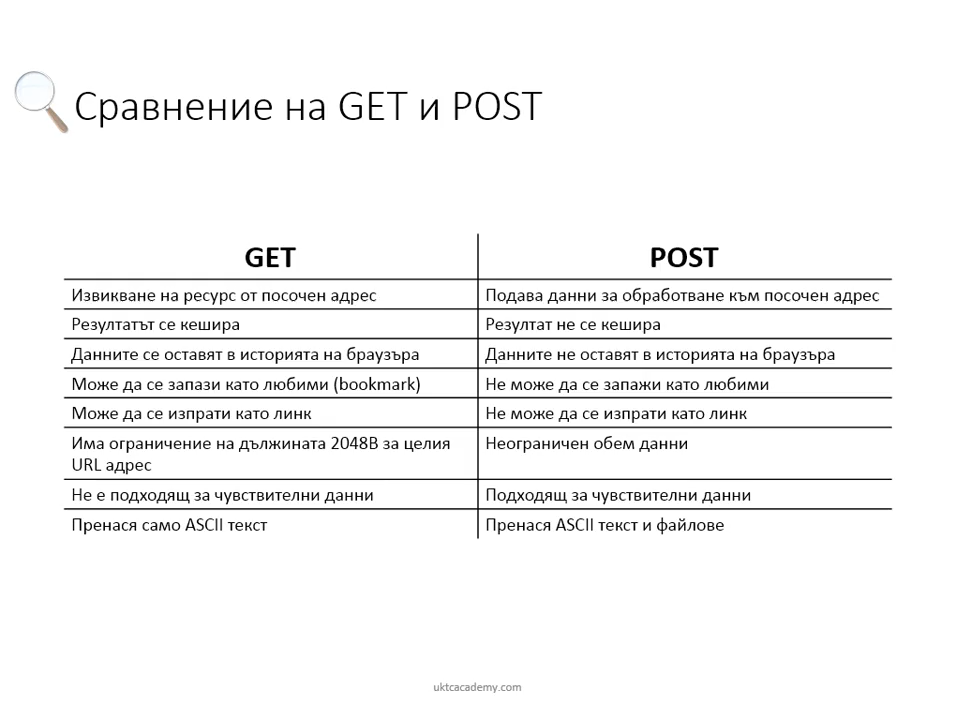 Сравнение на GET и POST
GET
POST
Извикване на ресурс от посочен адрес
Подава данни за обработване към посочен адрес
Резултатът се кешира
Резултат не се кешира
Данните се оставят в историята на браузъра
Данните не оставят в историята на браузъра
Може да се запази като любими (bookmark)
Не може да се запажи като любими
Може да се изпрати като линк
Не може да се изпрати като линк
Има ограничение на дължината 2048B за целия
URL адрес
Неограничен обем данни
Не е подходящ за чувствителни данни
Подходящ за чувствителни данни
Пренася само ASCII текст
Пренася ASCII текст и файлове
uktcacademy.com